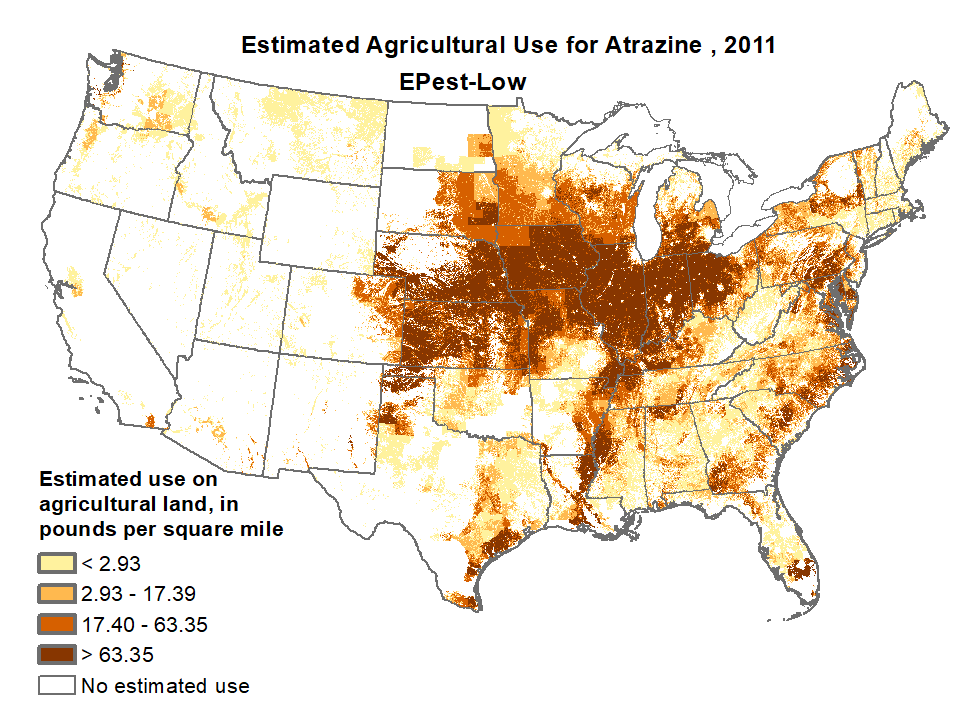 Estimated Agricultural Use for Atrazine , 2011
EPest-Low
Estimated use on
agricultural land, in
pounds per square mile
< 2.93
2.93 - 17.39
17.40 - 63.35
> 63.35
No estimated use